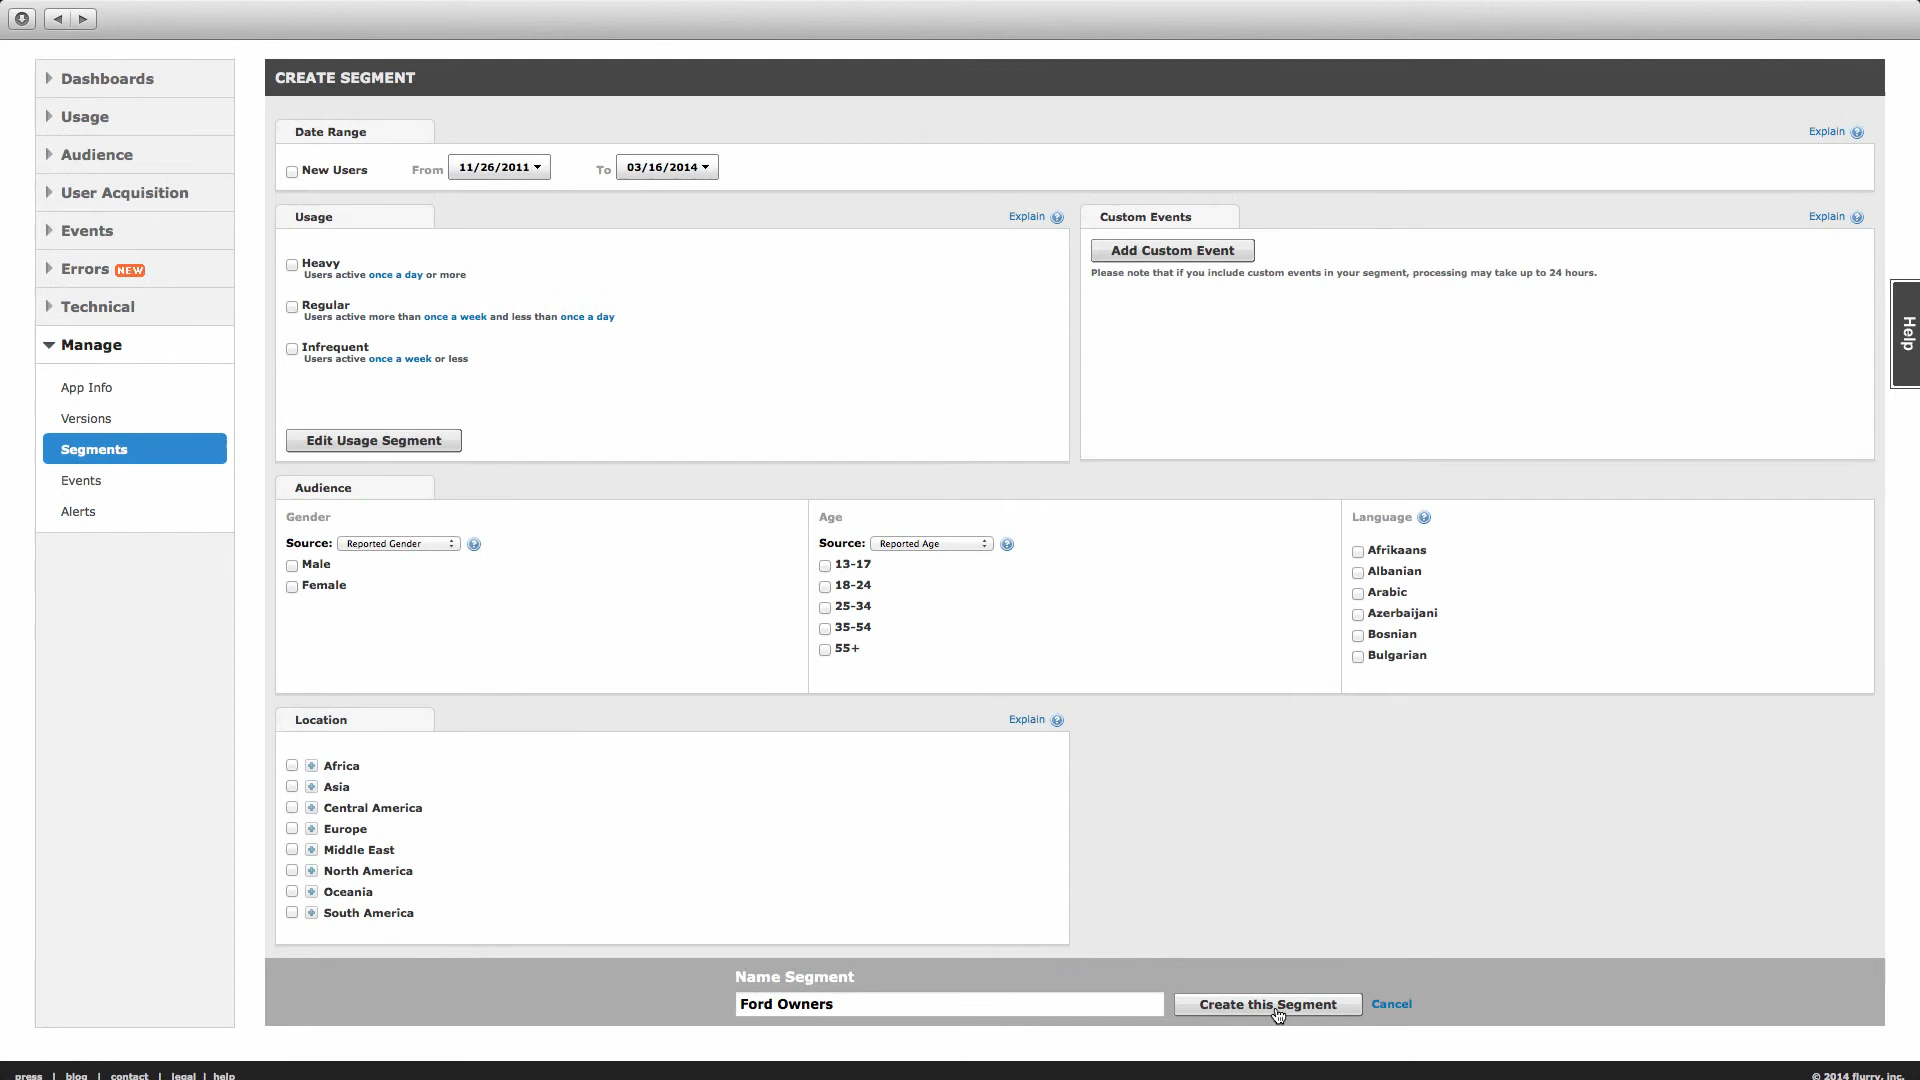 Dashboards
Usage
Audience
User Acquisition
Events
Errors NEW
Technical
Manage
App Info
Versions
Segments
Events
Alerts
CREATE SEGMENT
Date Range
Explain ?
New Users From 11/26/2011 To 03/16/2014
Usage
Explain ?
Heavy
Users active once a day or more
Regular
Users active more than once a week and less than once a day
Infrequent
Users active once a week or less
Edit Usage Segment
Custom Events
Explain ?
Add Custom Event
Please note that if you include custom events in your segment, processing may take up to 24 hours.
Audience
Gender
Source: Reported Gender ?
Male
Female
Age
Source: Reported Age ?
13-17
18-24
25-34
35-54
55+
Language ?
Afrikaans
Albanian
Arabic
Azerbaijani
Bosnian
Bulgarian
Location
Explain ?
Africa
Asia
Central America
Europe
Middle East
North America
Oceania
South America
Name Segment
Ford Owners Create this Segment Cancel
Help
press | blog | contact | legal | help
© 2014 flurry, inc.